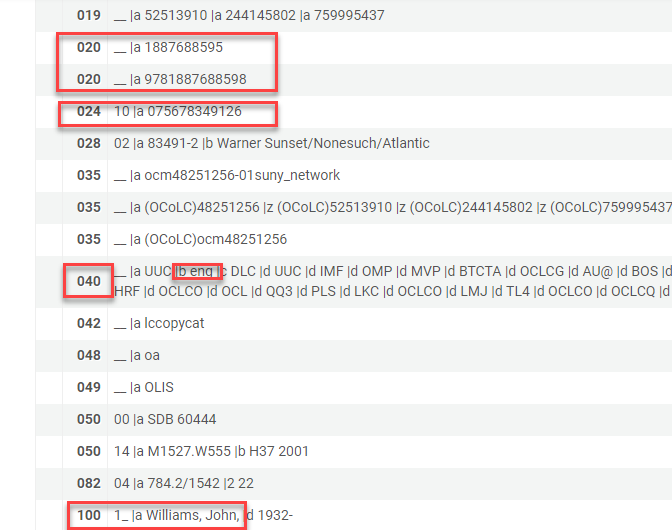 019 __ |a 52513910 |a 244145802 |a 759995437
020 __ |a 1887688595
020 __ |a 9781887688598
024 10 |a 075678349126
028 02 |a 83491-2 |b Warner Sunset/Nonesuch/Atlantic
035 __ |a ocm48251256-01suny_network
035 __ |a (OCoLC)48251256 |z (OCoLC)52513910 |z (OCoLC)244145802 |z (OCoLC)759995437
035 __ |a (OCoLC)ocm48251256
040 __ |a UUC |b eng |c DLC |d UUC |d IMF |d OMP |d MVP |d BTCTA |d OCLCG |d AU@ |d BOS |d
HRF |d OCLCO |d OCL |d QQ3 |d PLS |d LKC |d OCLCO |d LMJ |d TL4 |d OCLCO |d OCLCQ |d
042 __ |a lccopycat
048 __ |a oa
049 __ |a OLIS
050 00 |a SDB 60444
050 14 |a M1527.W555 |b H37 2001
082 04 |a 784.2/1542 |2 22
100 1_ |a Williams, John, |d 1932-